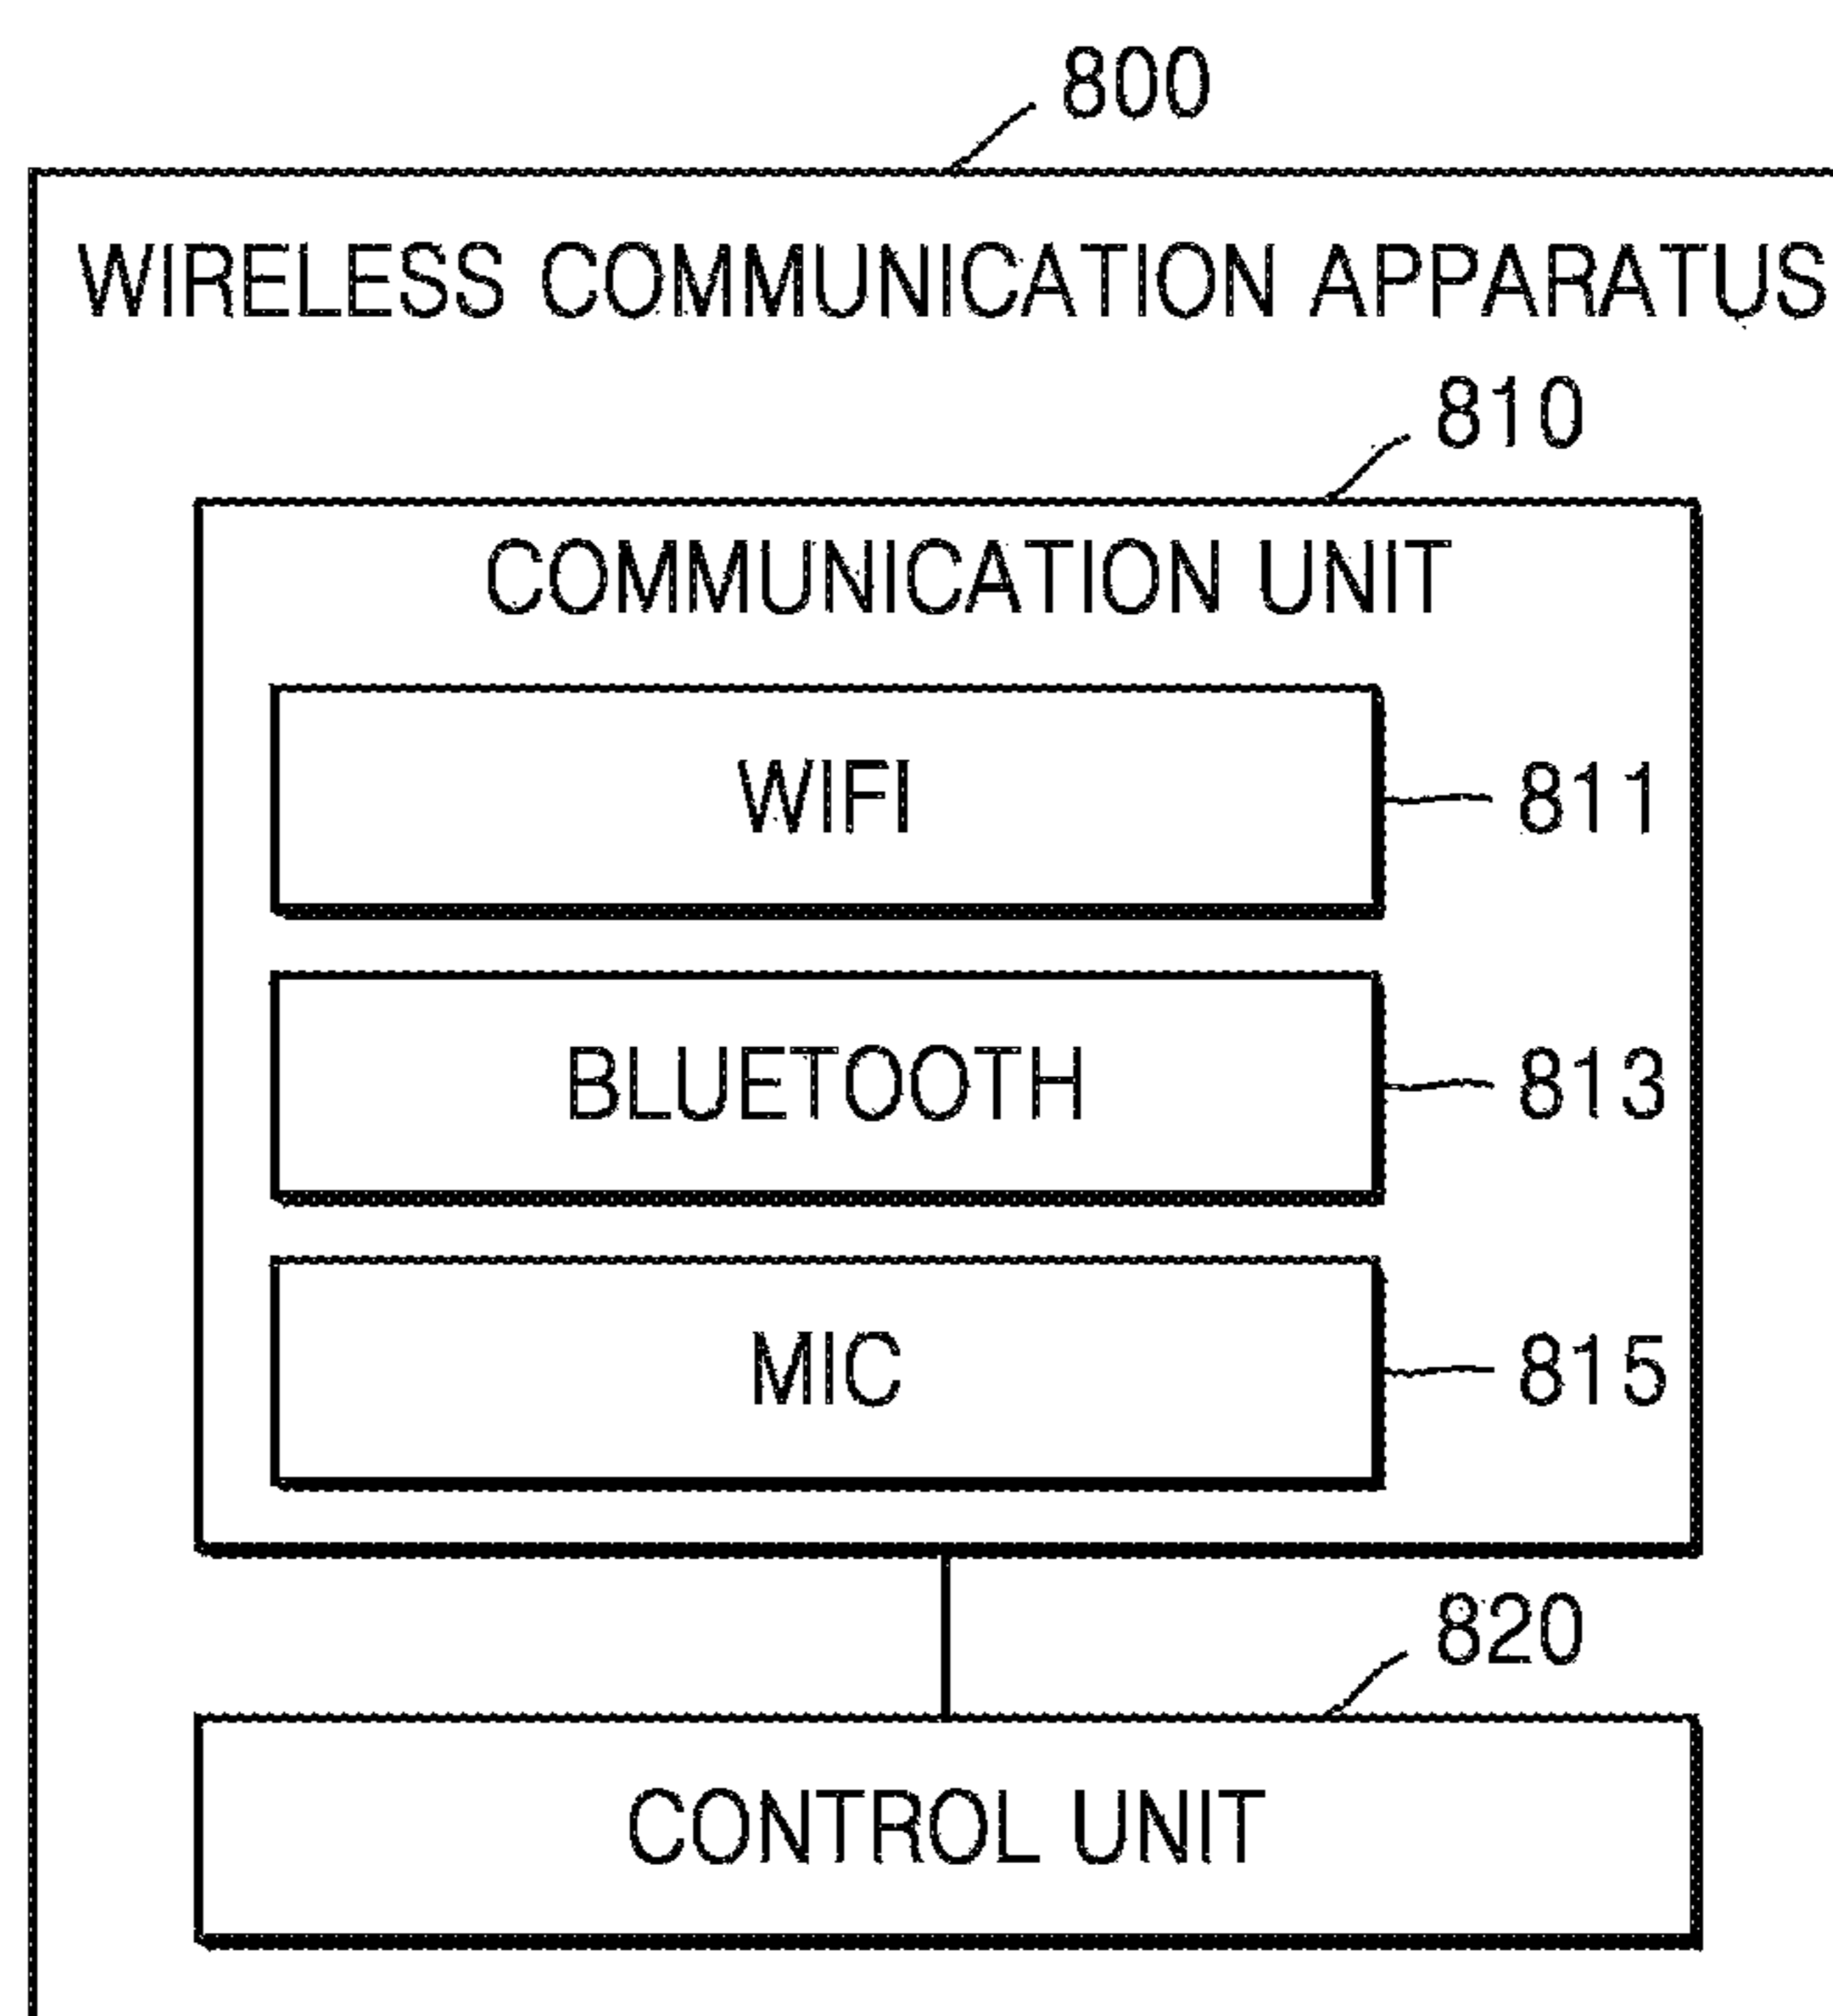 800
WIRELESS COMMUNICATION APPARATUS
810
COMMUNICATION UNIT
WIFI
811
BLUETOOTH
813
MIC
815
820
CONTROL UNIT